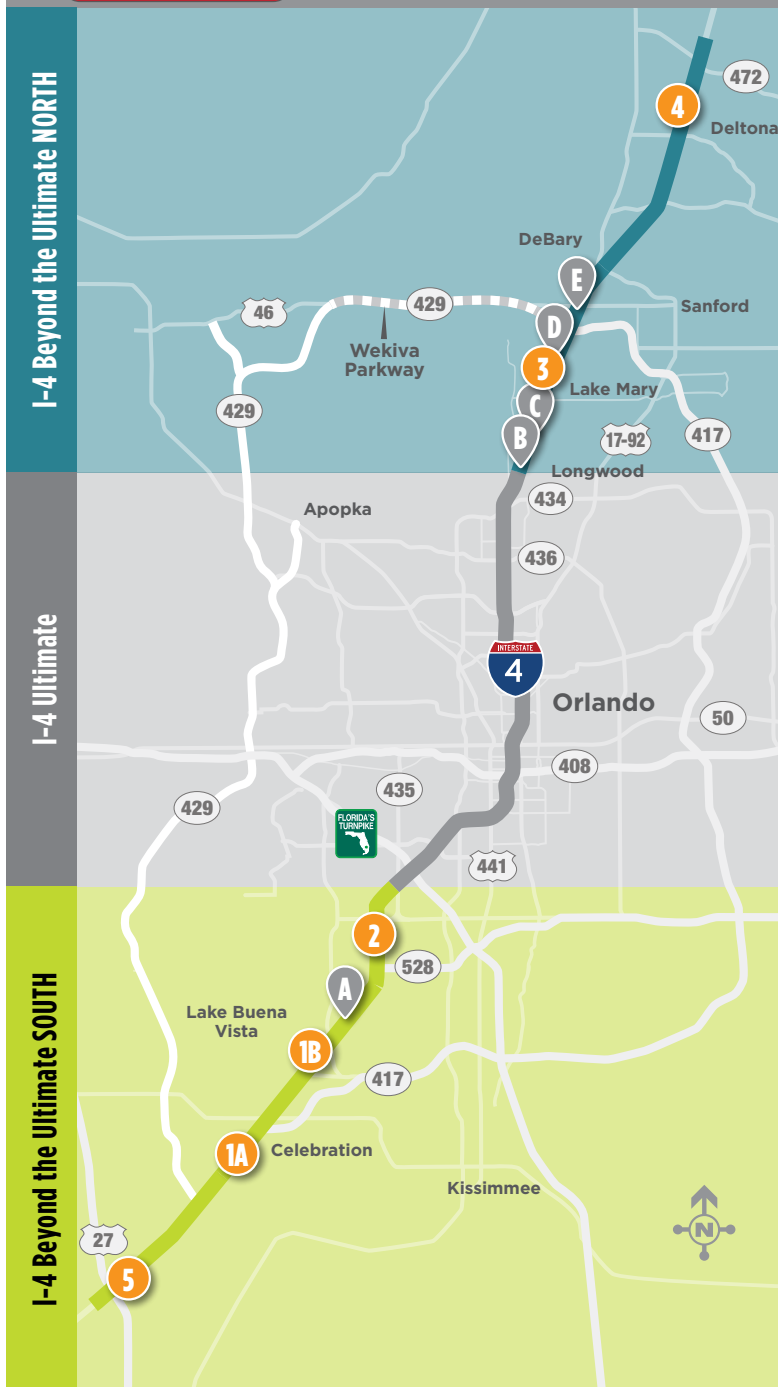 I-4 Beyond the Ultimate NORTH
472
4
Deltona
DeBary
E
46
429
D
Sanford
Wekiva
Parkway
3
Lake Mary
429
C
B
17-92
417
Longwood
434
I-4 Ultimate
Apopka
436
INTERSTATE
4
Orlando
50
408
435
429
FLORIDA'S
TURNPIKE
441
I-4 Beyond the Ultimate SOUTH
2
528
A
Lake Buena
Vista
1B
417
1A
Celebration
Kissimmee
N
27
5